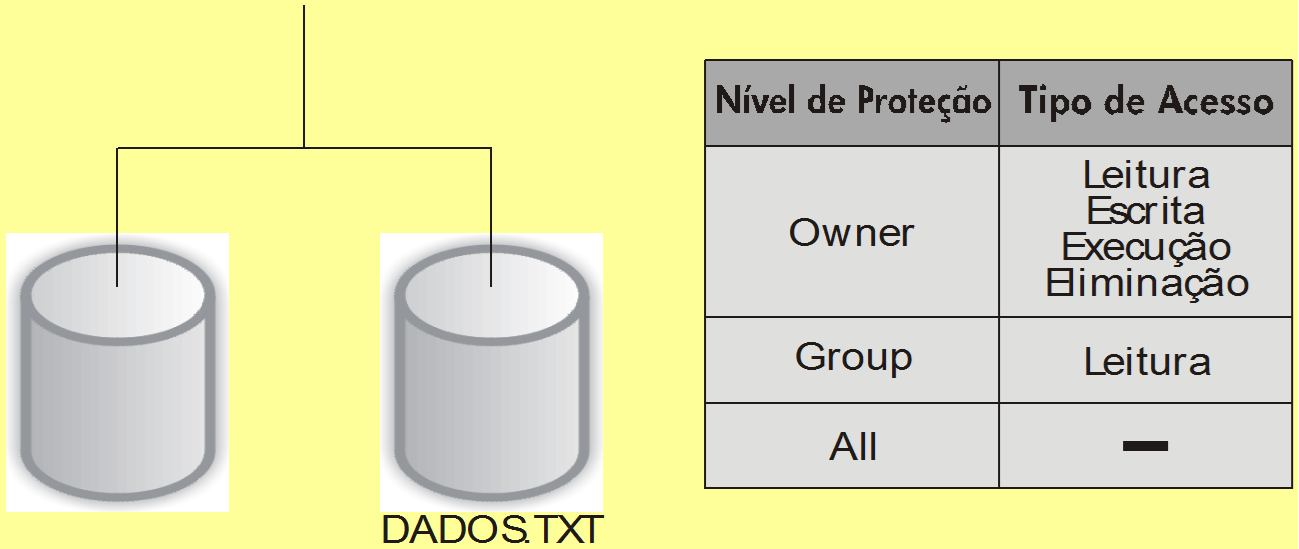 Nível de Proteção Tipo de Acesso
Owner
Leitura
Escrita
Execução
Eliminação
Group Leitura
All –
DADOS.TXT